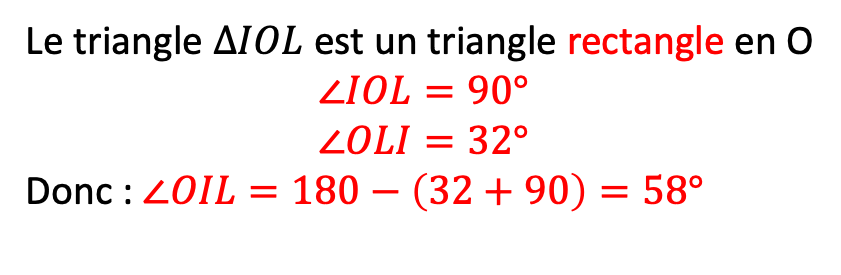 Le triangle ΔIOL est un triangle rectangle en O
∠IOL = 90°
∠OLI = 32°
Donc : ∠OIL = 180 − (32 + 90) = 58°